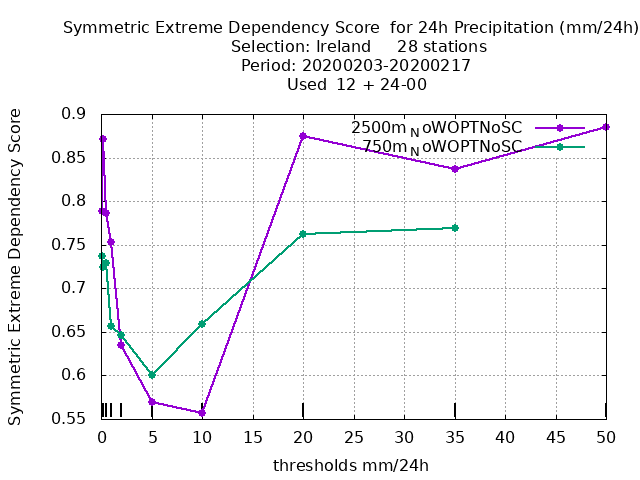 Symmetric Extreme Dependency Score  for 24h Precipitation (mm/24h)
Selection: Ireland     28 stations
Period: 20200203-20200217
Used  12 + 24-00
Symmetric Extreme Dependency Score
0.9
0.85
0.8
0.75
0.7
0.65
0.6
0.55
2500m_NoWOPTNoSC
750m_NoWOPTNoSC
0 5 10 15 20 25 30 35 40 45 50
thresholds mm/24h